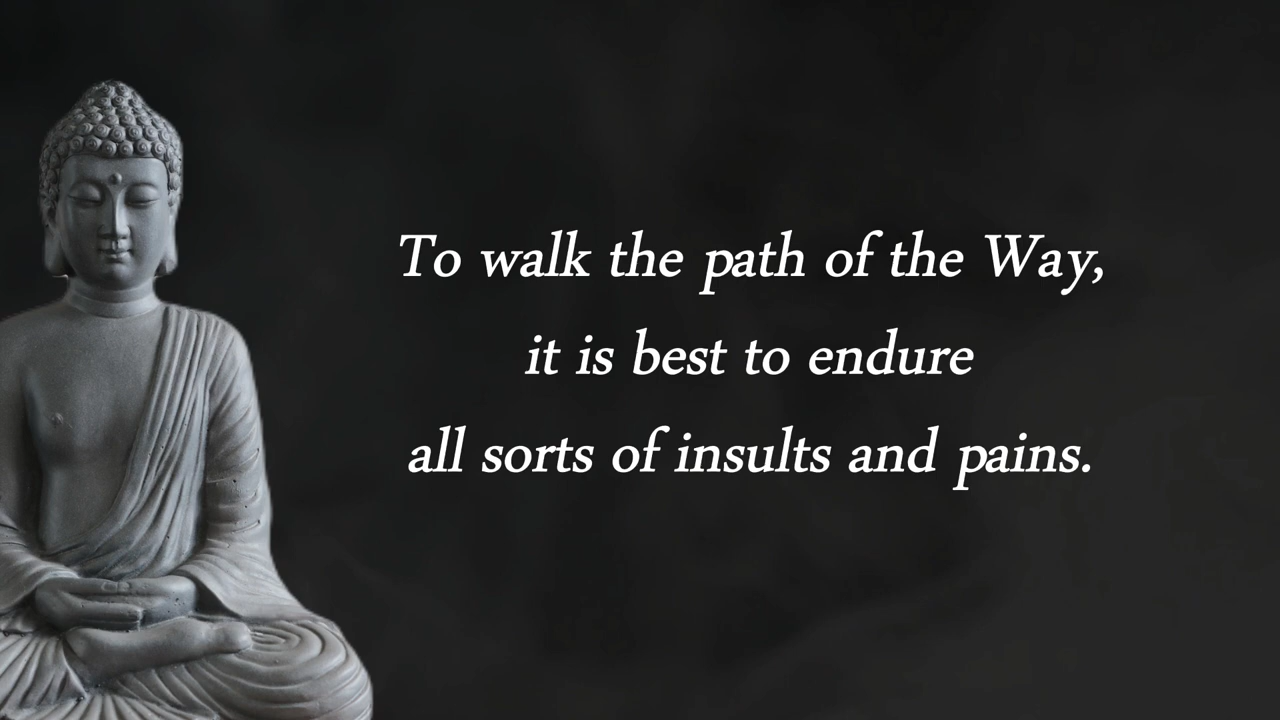 To walk the path of the Way,
it is best to endure
all sorts of insults and pains.